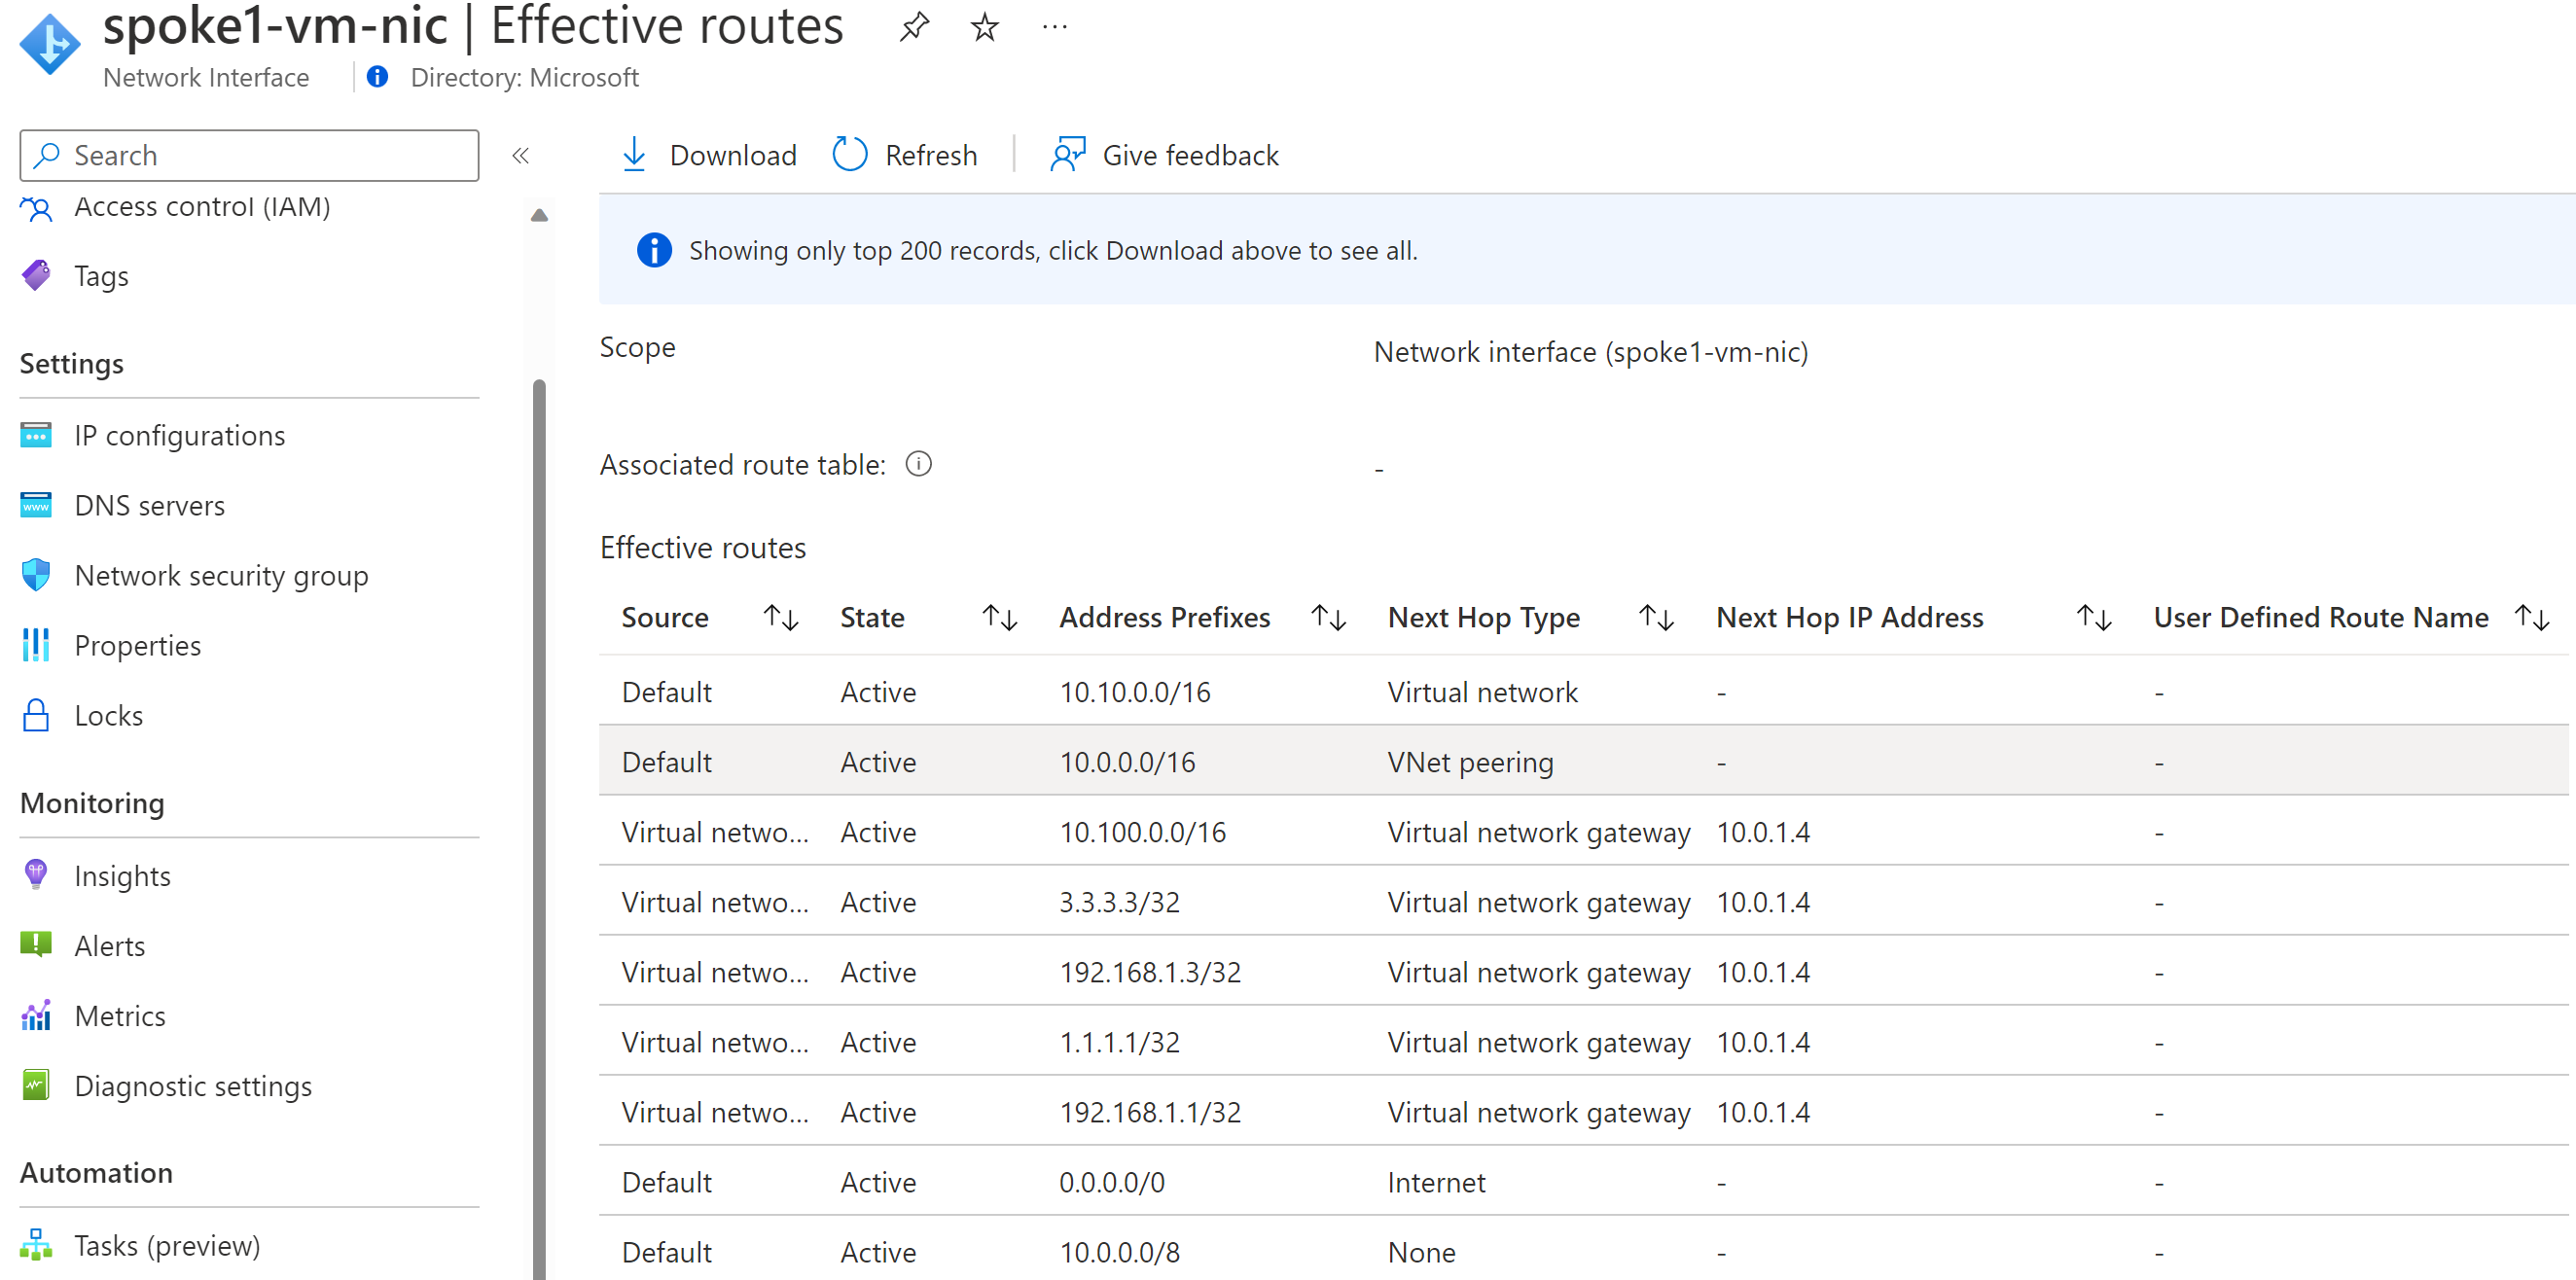 spoke1-vm-nic | Effective routes
Network Interface
Directory: Microsoft
Search
Access control (IAM)
Tags
Settings
IP configurations
DNS servers
Network security group
Properties
Locks
Monitoring
Insights
Alerts
Metrics
Diagnostic settings
Automation
Tasks (preview)
Download Refresh Give feedback
Showing only top 200 records, click Download above to see all.
Scope Network interface (spoke1-vm-nic)
Associated route table: -
Effective routes
Source State Address Prefixes Next Hop Type Next Hop IP Address User Defined Route Name
Default Active 10.10.0.0/16 Virtual network - -
Default Active 10.0.0.0/16 VNet peering - -
Virtual netwo... Active 10.100.0.0/16 Virtual network gateway 10.0.1.4 -
Virtual netwo... Active 3.3.3.3/32 Virtual network gateway 10.0.1.4 -
Virtual netwo... Active 192.168.1.3/32 Virtual network gateway 10.0.1.4 -
Virtual netwo... Active 1.1.1.1/32 Virtual network gateway 10.0.1.4 -
Virtual netwo... Active 192.168.1.1/32 Virtual network gateway 10.0.1.4 -
Default Active 0.0.0.0/0 Internet - -
Default Active 10.0.0.0/8 None - -